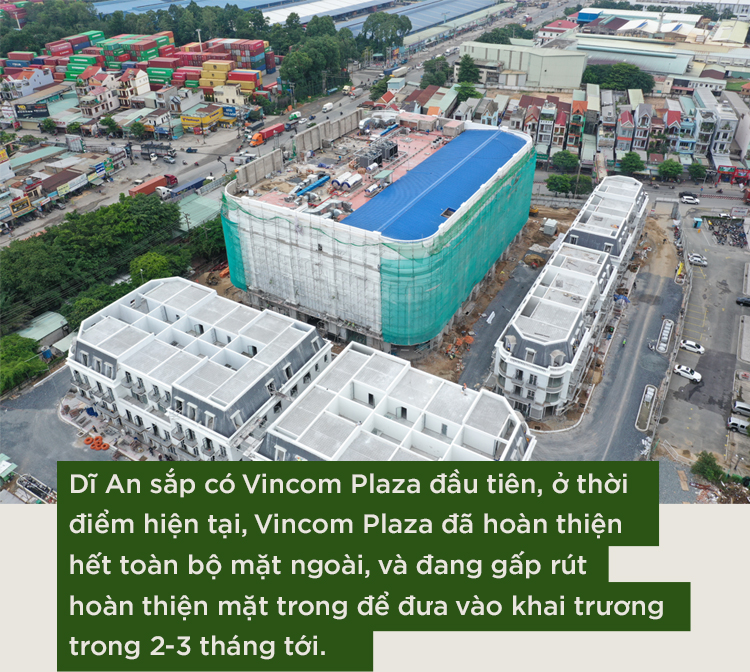 Dĩ An sắp có Vincom Plaza đầu tiên, ở thời
điểm hiện tại, Vincom Plaza đã hoàn thiện
hết toàn bộ mặt ngoài, và đang gấp rút
hoàn thiện mặt trong để đưa vào khai trương
trong 2-3 tháng tới.